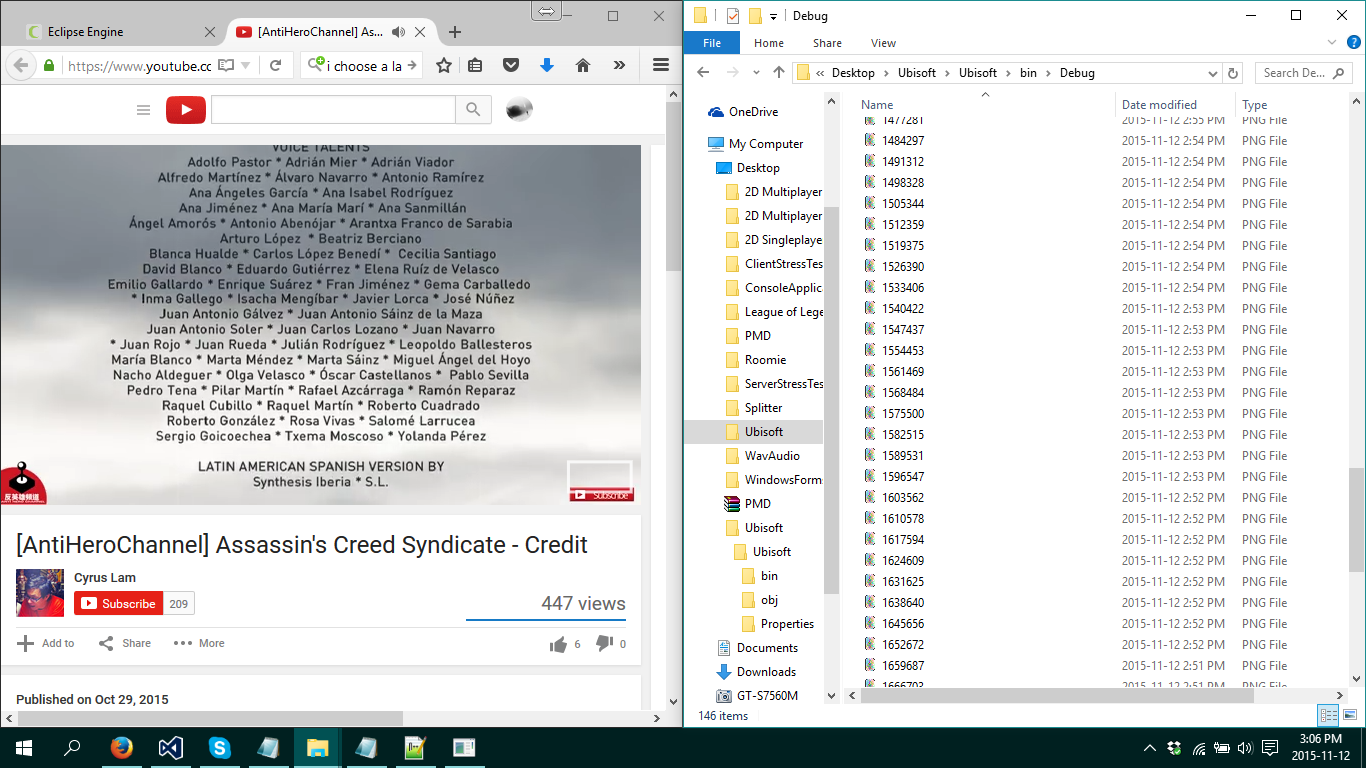 Eclipse Engine
[AntiHeroChannel] As...
https://www.youtube.cc
i choose a la
VOICE TALENTS
Adolfo Pastor * Adrián Mier * Adrián Viador
Alfredo Martínez * Álvaro Navarro * Antonio Ramírez
Ana Ángeles García * Ana Isabel Rodríguez
Ana Jiménez * Ana María Marí * Ana Sanmillán
Ángel Amorós * Antonio Abenójar * Arantxa Franco de Sarabia
Arturo López * Beatriz Berciano
Blanca Hualde * Carlos López Benedí * Cecilia Santiago
David Blanco * Eduardo Gutiérrez * Elena Ruíz de Velasco
Emilio Gallardo * Enrique Suárez * Fran Jiménez * Gema Carballedo
* Inma Gallego * Isacha Mengíbar * Javier Lorca * José Núñez
Juan Antonio Gálvez * Juan Antonio Sáinz de la Maza
Juan Antonio Soler * Juan Carlos Lozano * Juan Navarro
* Juan Rojo * Juan Rueda * Julián Rodríguez * Leopoldo Ballesteros
María Blanco * Marta Méndez * Marta Sáinz * Miguel Ángel del Hoyo
Nacho Aldeguer * Olga Velasco * Óscar Castellanos * Pablo Sevilla
Pedro Tena * Pilar Martín * Rafael Azcárraga * Ramón Reparaz
Raquel Cubillo * Raquel Martín * Roberto Cuadrado
Roberto González * Rosa Vivas * Salomé Larrucea
Sergio Goicoechea * Txema Moscoso * Yolanda Pérez
LATIN AMERICAN SPANISH VERSION BY
Synthesis Iberia * S.L.
反英雄頻道
Subscribe
[AntiHeroChannel] Assassin's Creed Syndicate - Credit
Cyrus Lam
Subscribe 209
447 views
Add to Share More 6 0
Published on Oct 29, 2015
Debug
File Home Share View
« Desktop > Ubisoft > Ubisoft > bin > Debug
Search De...
OneDrive
My Computer
Desktop
2D Multiplayer
2D Multiplayer
2D Singleplaye
ClientStressTes
ConsoleApplic
League of Lege
PMD
Roomie
ServerStressTes
Splitter
Ubisoft
WavAudio
WindowsForm
PMD
Ubisoft
Ubisoft
bin
obj
Properties
Documents
Downloads
GT-S7560M
Name Date modified Type
1477281 2015-11-12 2:55 PM PNG File
1484297 2015-11-12 2:54 PM PNG File
1491312 2015-11-12 2:54 PM PNG File
1498328 2015-11-12 2:54 PM PNG File
1505344 2015-11-12 2:54 PM PNG File
1512359 2015-11-12 2:54 PM PNG File
1519375 2015-11-12 2:54 PM PNG File
1526390 2015-11-12 2:54 PM PNG File
1533406 2015-11-12 2:54 PM PNG File
1540422 2015-11-12 2:53 PM PNG File
1547437 2015-11-12 2:53 PM PNG File
1554453 2015-11-12 2:53 PM PNG File
1561469 2015-11-12 2:53 PM PNG File
1568484 2015-11-12 2:53 PM PNG File
1575500 2015-11-12 2:53 PM PNG File
1582515 2015-11-12 2:53 PM PNG File
1589531 2015-11-12 2:53 PM PNG File
1596547 2015-11-12 2:53 PM PNG File
1603562 2015-11-12 2:52 PM PNG File
1610578 2015-11-12 2:52 PM PNG File
1617594 2015-11-12 2:52 PM PNG File
1624609 2015-11-12 2:52 PM PNG File
1631625 2015-11-12 2:52 PM PNG File
1638640 2015-11-12 2:52 PM PNG File
1645656 2015-11-12 2:52 PM PNG File
1652672 2015-11-12 2:52 PM PNG File
1659687 2015-11-12 2:51 PM PNG File
1666703 2015-11-12 2:51 PM PNG File
146 items
3:06 PM
2015-11-12